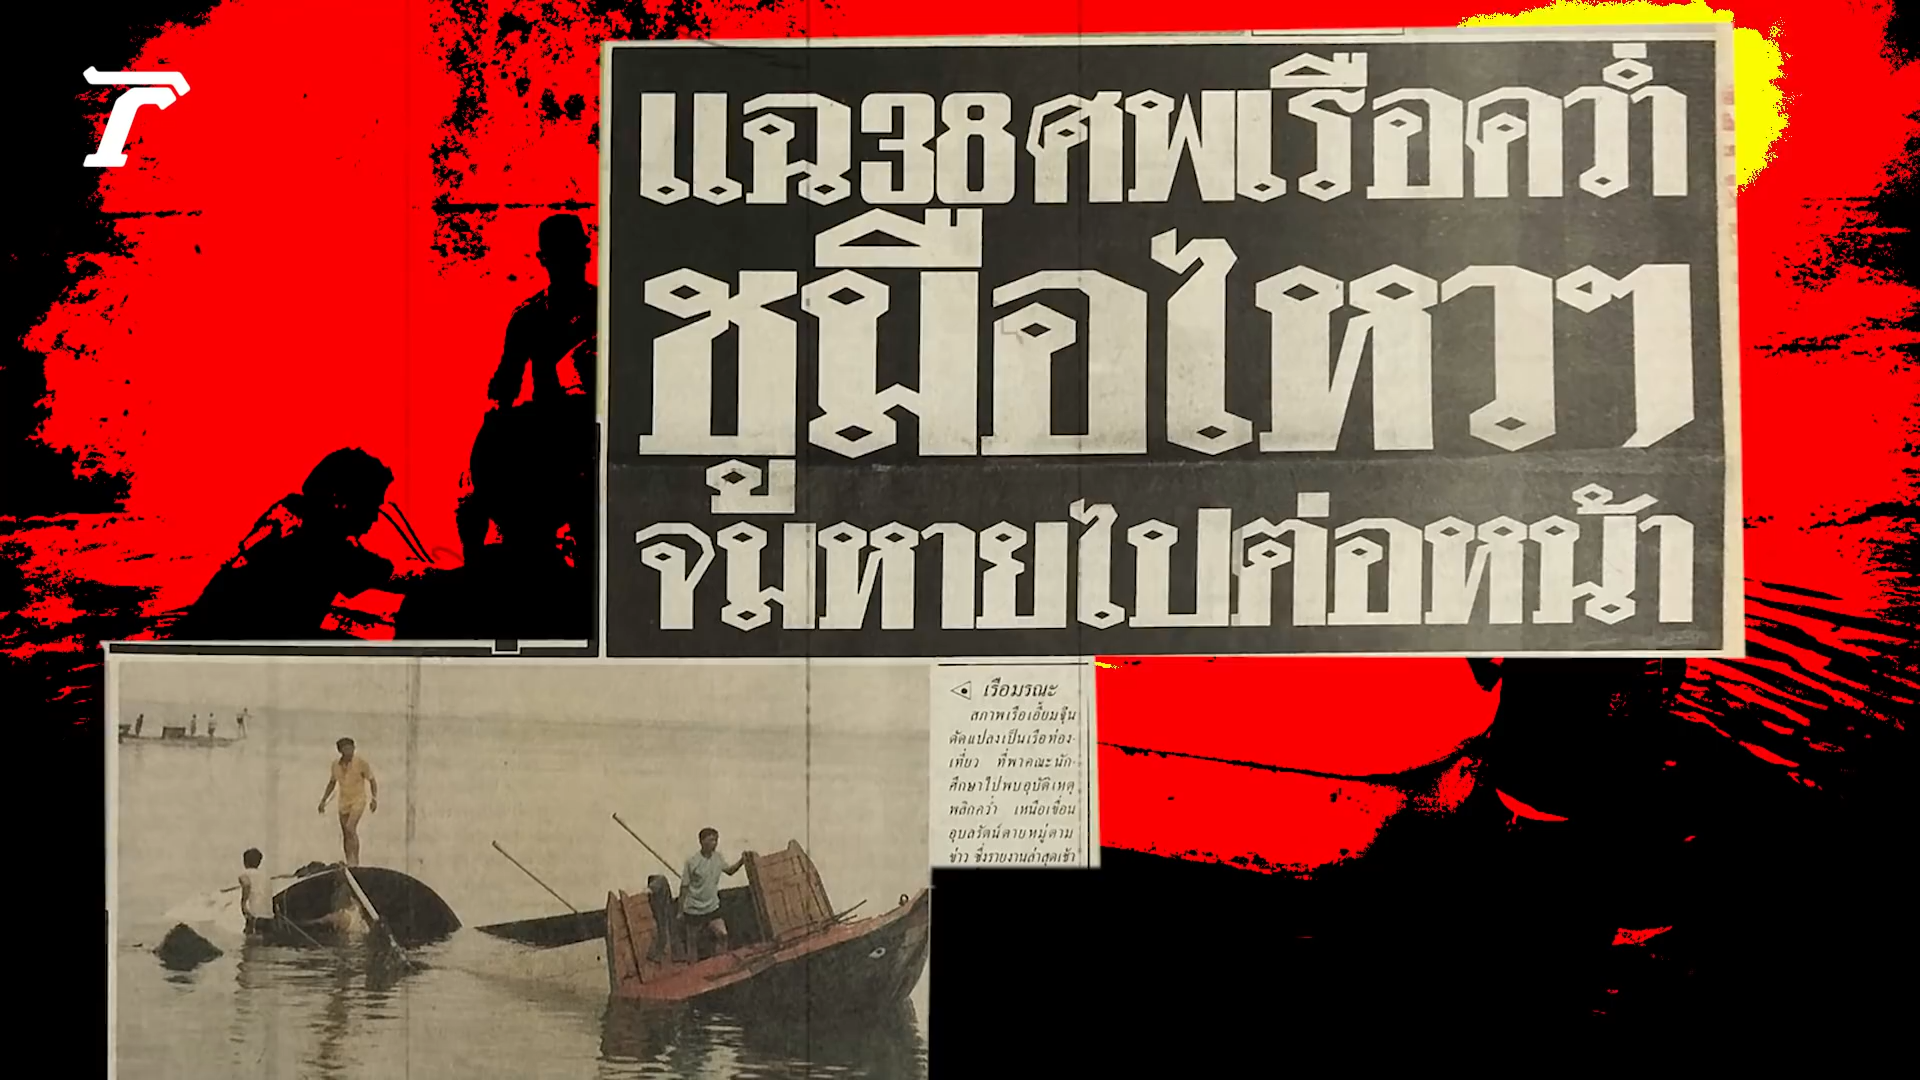 แฉ38ศพเรือคว่ำ
ชูมือไหวๆ
จมหายไปต่อหน้า
เรือมรณะ
สภาพเรือเอี้ยมจุ๊น
ดัดแปลงเป็นเรือท่อง-
เที่ยว ที่พาคณะนัก-
ศึกษาไปพบอุบัติเหตุ
พลิกคว่ำ เหนือเขื่อน
อุบลรัตน์ตายหมู่ตาม
ข่าว ซึ่งรายงานล่าสุดเช้า